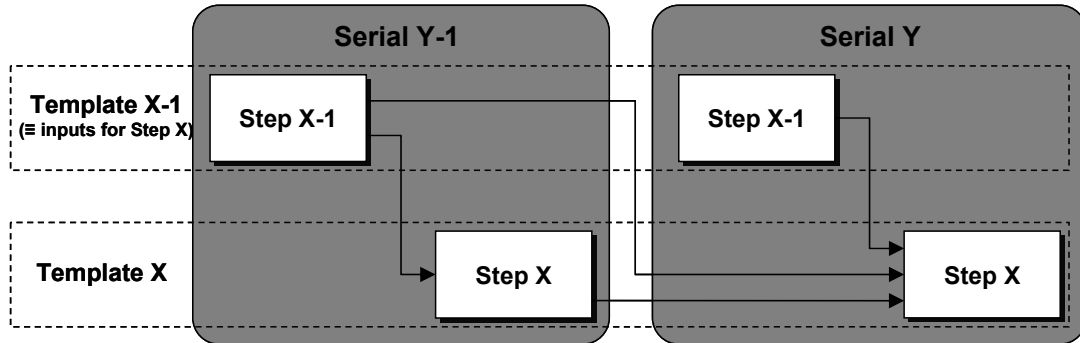 Serial Y-1
Serial Y
Template X-1
(≡ inputs for Step X)
Step X-1
Step X-1
Template X
Step X
Step X